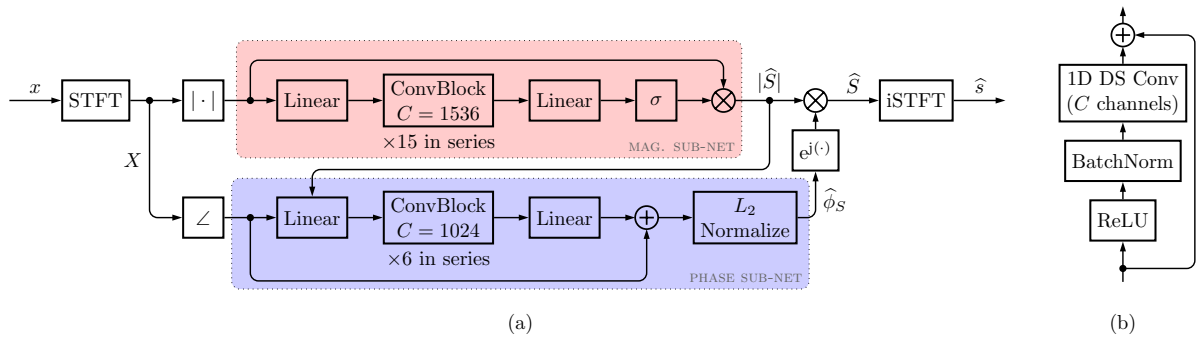 x
STFT
| · |
Linear
ConvBlock
C = 1536
×15 in series
Linear
σ
MAG. SUB-NET
|Ŝ|
Ŝ
iSTFT
ŝ
e^{j(·)}
X
∠
Linear
ConvBlock
C = 1024
×6 in series
Linear
L₂
Normalize
φ̂_S
PHASE SUB-NET
(a)
1D DS Conv
(C channels)
BatchNorm
ReLU
(b)